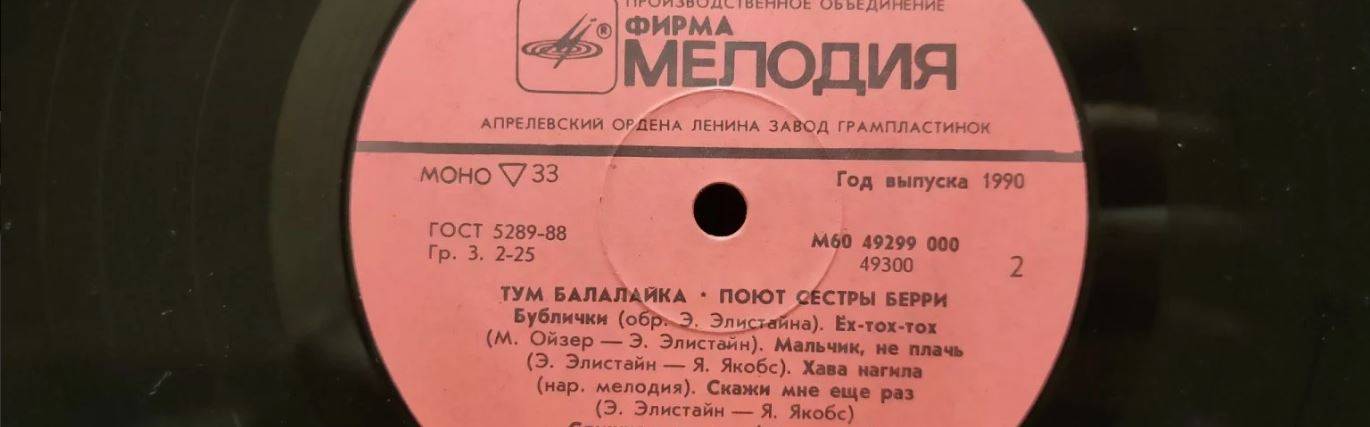 ПРОИЗВОДСТВЕННОЕ ОБЪЕДИНЕНИЕ
®
ФИРМА
МЕЛОДИЯ
АПРЕЛЕВСКИЙ ОРДЕНА ЛЕНИНА ЗАВОД ГРАМПЛАСТИНОК
МОНО ▽ 33
Год выпуска 1990
ГОСТ 5289-88
Гр. 3. 2-25
М60 49299 000
49300
2
ТУМ БАЛАЛАЙКА · ПОЮТ СЕСТРЫ БЕРРИ
Бублички (обр. Э. Элистайна). Ёх-тох-тох
(М. Ойзер — Э. Элистайн). Мальчик, не плачь
(Э. Элистайн — Я. Якобс). Хава нагила
(нар. мелодия). Скажи мне еще раз
(Э. Элистайн — Я. Якобс)